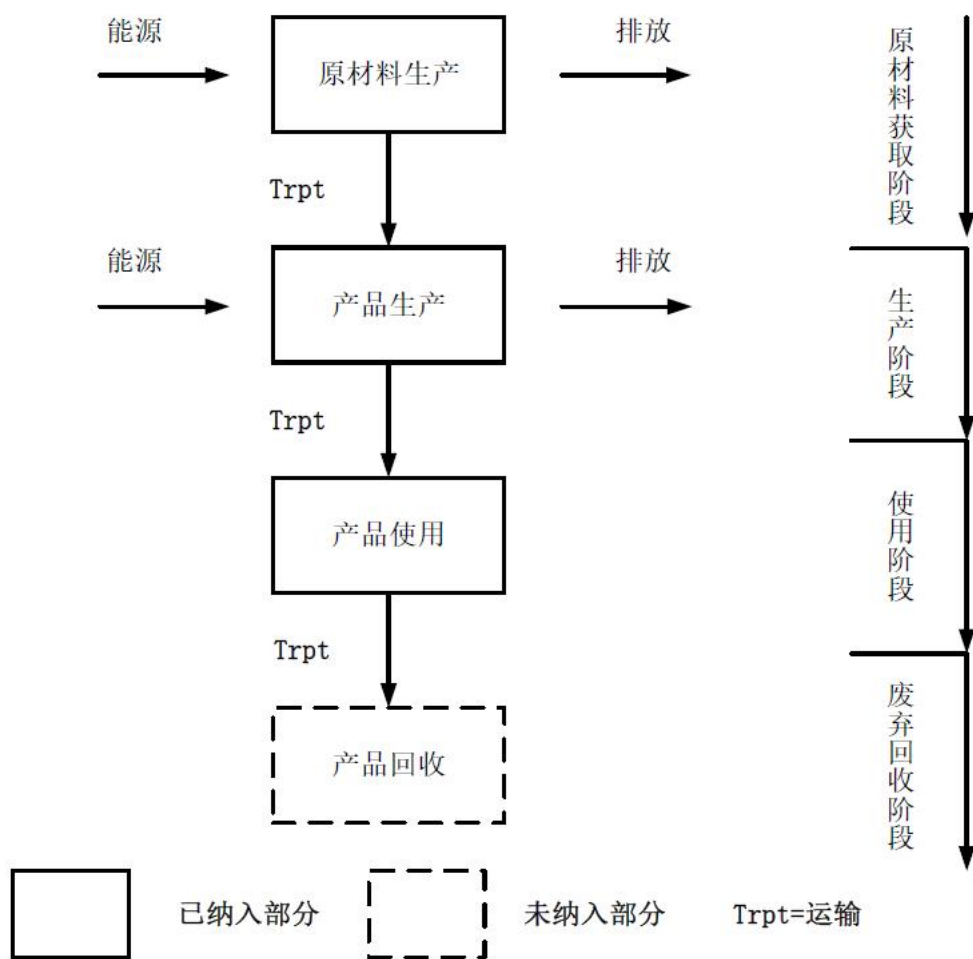 能源
排放
原材料生产
原材料获取阶段
Trpt
能源
排放
产品生产
生产阶段
Trpt
产品使用
使用阶段
Trpt
产品回收
废弃回收阶段
已纳入部分
未纳入部分
Trpt=运输